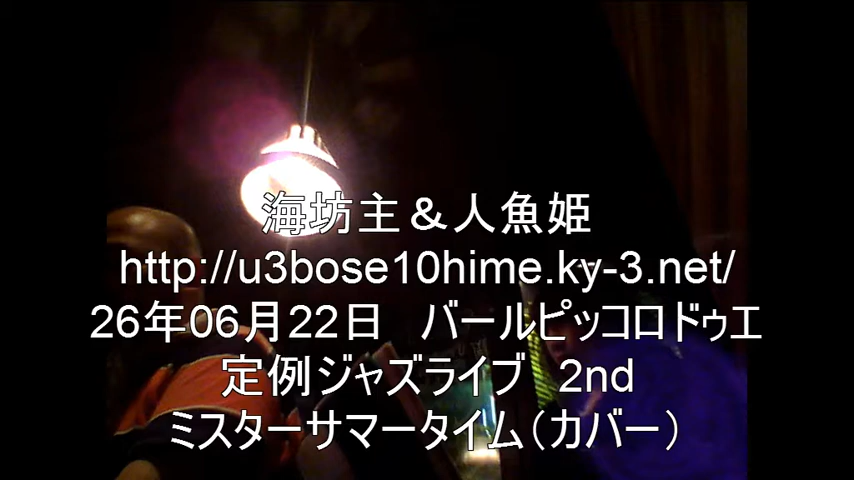 海坊主＆人魚姫
http://u3bose10hime.ky-3.net/
26年06月22日　バールピッコロドゥエ
定例ジャズライブ　2nd
ミスターサマータイム（カバー）